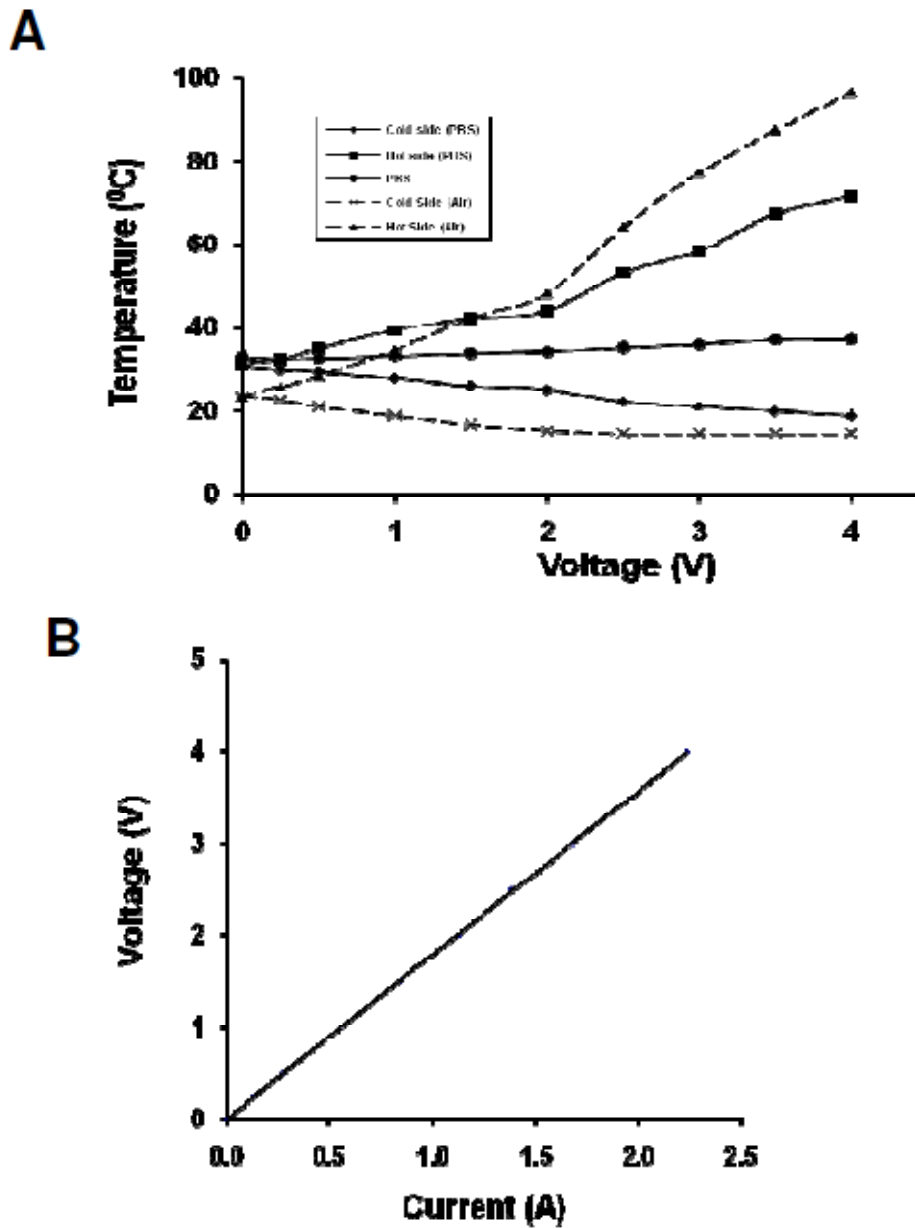 A
100
80
60
40
20
0
Temperature (⁰C)
Cold side (PBS)
Hot side (PBS)
PBS
Cold Side (Air)
Hot Side (Air)
0 1 2 3 4
Voltage (V)
B
5
4
3
2
1
0
Voltage (V)
0.0 0.5 1.0 1.5 2.0 2.5
Current (A)